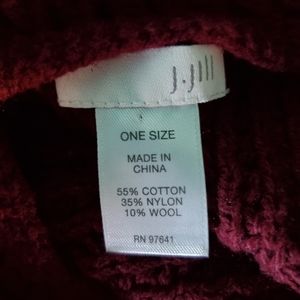 J.Jill
ONE SIZE
MADE IN
CHINA
55% COTTON
35% NYLON
10% WOOL
RN 97641